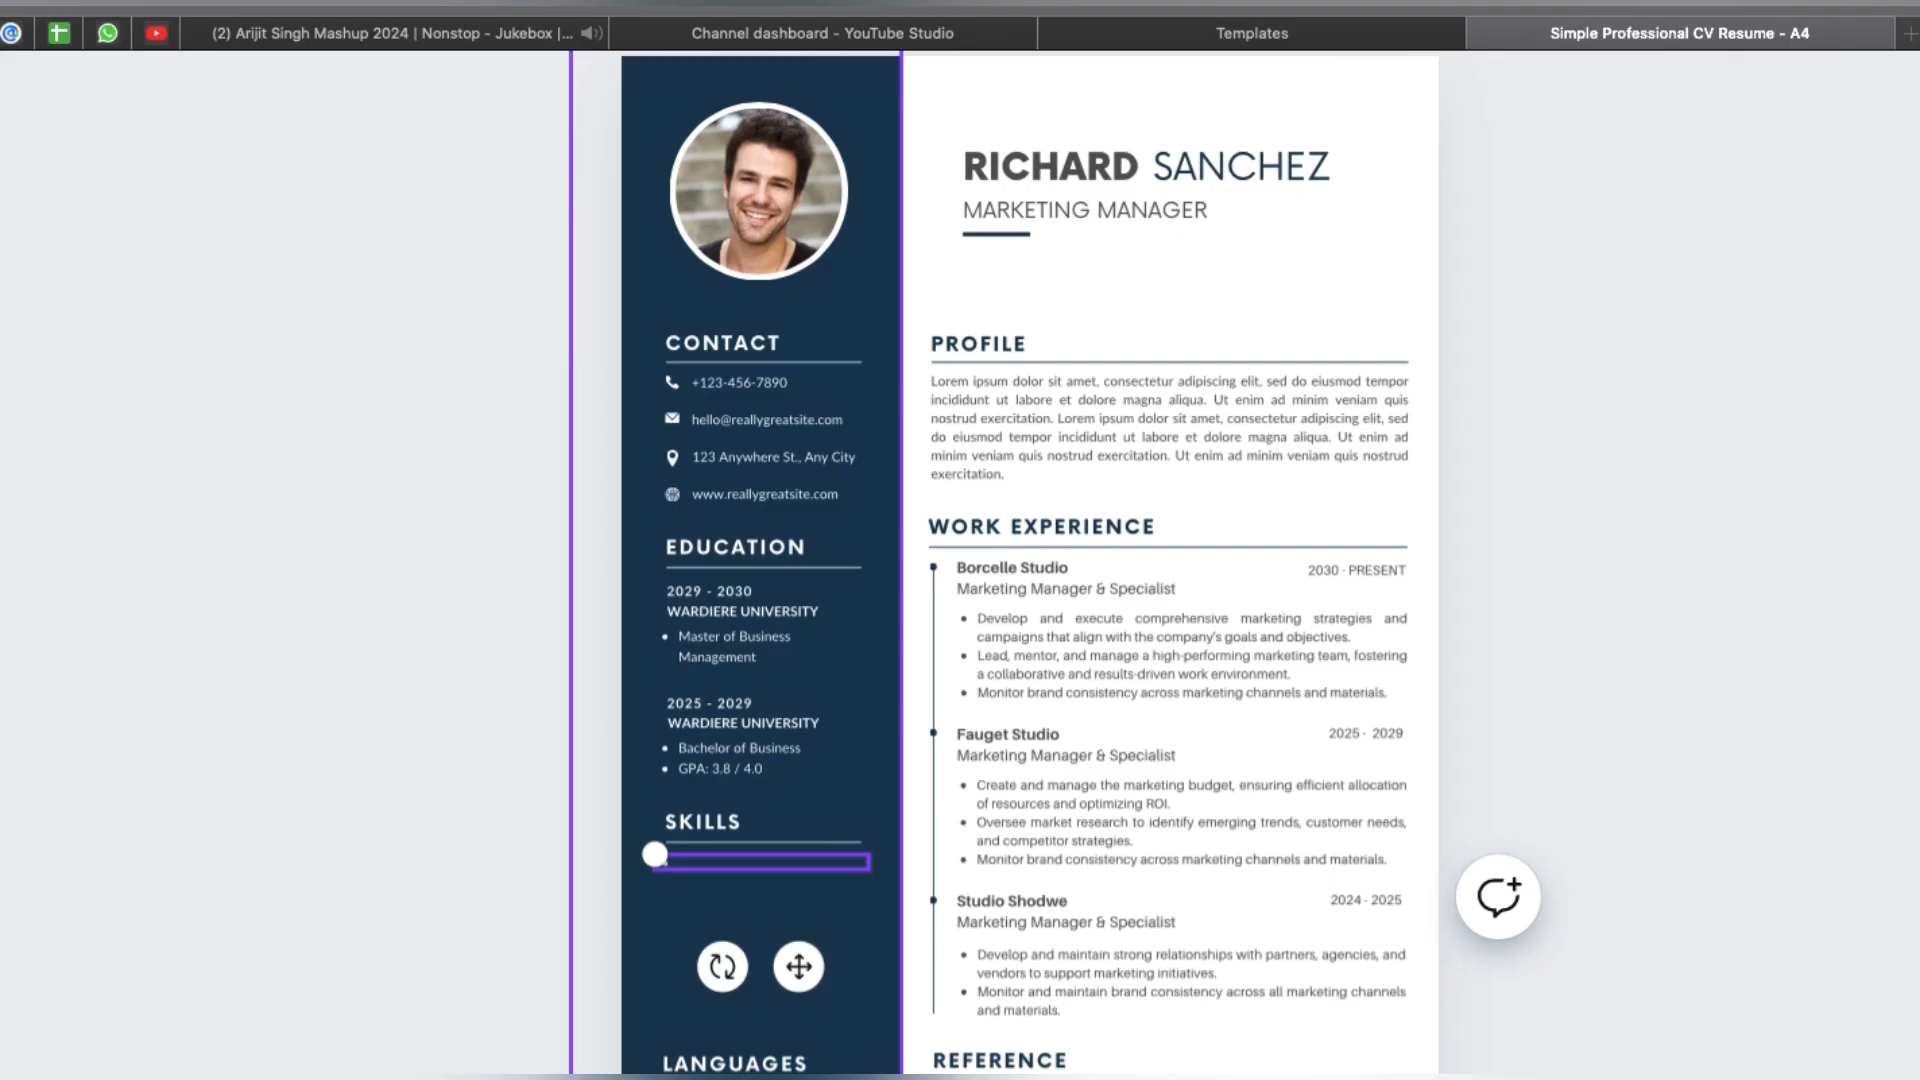 (2) Arijit Singh Mashup 2024 | Nonstop - Jukebox |...
Channel dashboard - YouTube Studio
Templates
Simple Professional CV Resume - A4
RICHARD SANCHEZ
MARKETING MANAGER
CONTACT
+123-456-7890
hello@reallygreatsite.com
123 Anywhere St., Any City
www.reallygreatsite.com
EDUCATION
2029 - 2030
WARDIERE UNIVERSITY
• Master of Business
Management
2025 - 2029
WARDIERE UNIVERSITY
• Bachelor of Business
• GPA: 3.8 / 4.0
SKILLS
LANGUAGES
PROFILE
Lorem ipsum dolor sit amet, consectetur adipiscing elit, sed do eiusmod tempor
incididunt ut labore et dolore magna aliqua. Ut enim ad minim veniam quis
nostrud exercitation. Lorem ipsum dolor sit amet, consectetur adipiscing elit, sed
do eiusmod tempor incididunt ut labore et dolore magna aliqua. Ut enim ad
minim veniam quis nostrud exercitation. Ut enim ad minim veniam quis nostrud
exercitation.
WORK EXPERIENCE
Borcelle Studio
2030 - PRESENT
Marketing Manager & Specialist
• Develop and execute comprehensive marketing strategies and
campaigns that align with the company's goals and objectives.
• Lead, mentor, and manage a high-performing marketing team, fostering
a collaborative and results-driven work environment.
• Monitor brand consistency across marketing channels and materials.
Fauget Studio
2025 - 2029
Marketing Manager & Specialist
• Create and manage the marketing budget, ensuring efficient allocation
of resources and optimizing ROI.
• Oversee market research to identify emerging trends, customer needs,
and competitor strategies.
• Monitor brand consistency across marketing channels and materials.
Studio Shodwe
2024 - 2025
Marketing Manager & Specialist
• Develop and maintain strong relationships with partners, agencies, and
vendors to support marketing initiatives.
• Monitor and maintain brand consistency across all marketing channels
and materials.
REFERENCE